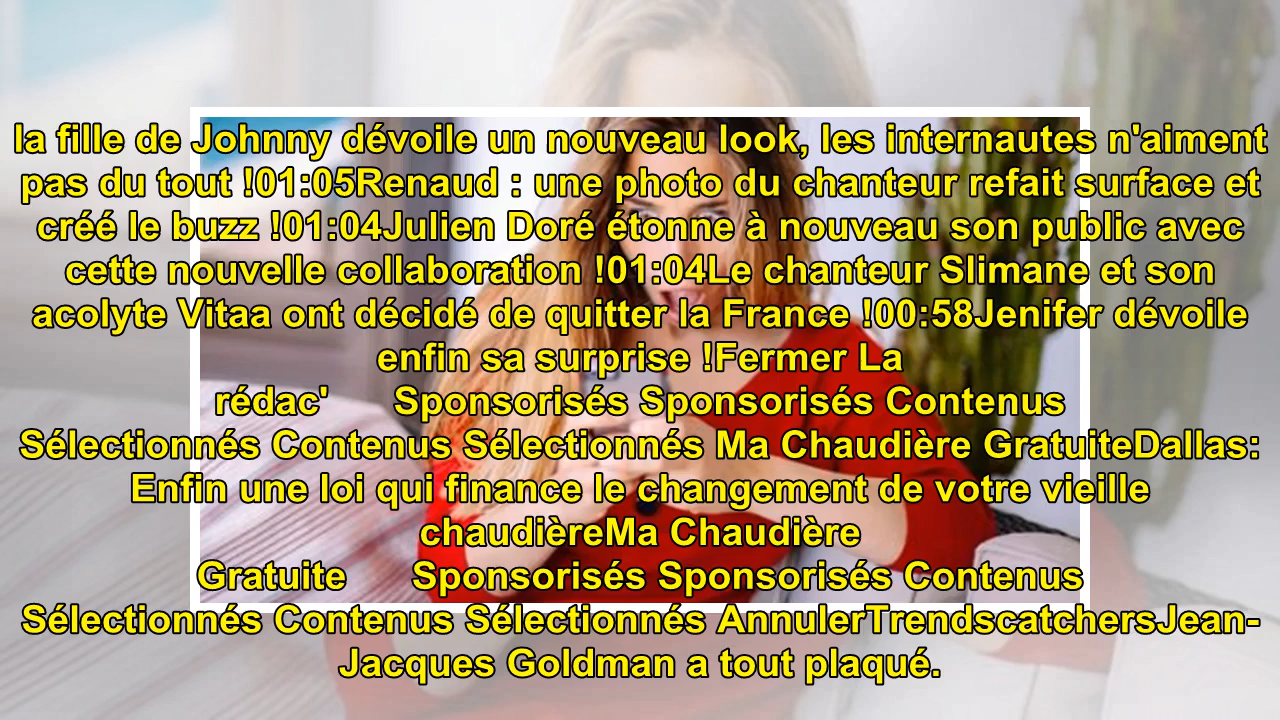 la fille de Johnny dévoile un nouveau look, les internautes n'aiment
pas du tout !01:05Renaud : une photo du chanteur refait surface et
créé le buzz !01:04Julien Doré étonne à nouveau son public avec
cette nouvelle collaboration !01:04Le chanteur Slimane et son
acolyte Vitaa ont décidé de quitter la France !00:58Jenifer dévoile
enfin sa surprise !Fermer La
rédac' Sponsorisés Sponsorisés Contenus
Sélectionnés Contenus Sélectionnés Ma Chaudière GratuiteDallas:
Enfin une loi qui finance le changement de votre vieille
chaudièreMa Chaudière
Gratuite Sponsorisés Sponsorisés Contenus
Sélectionnés Contenus Sélectionnés AnnulerTrendscatchersJean-
Jacques Goldman a tout plaqué.